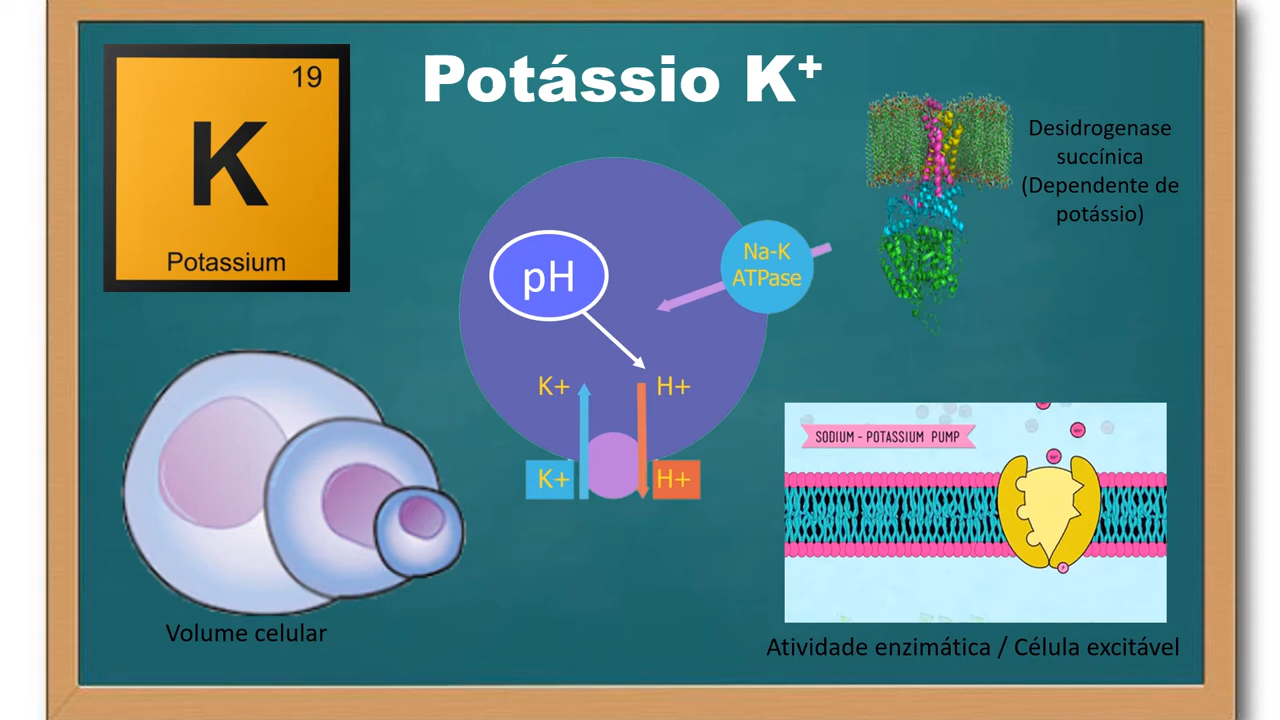 Potássio K⁺
19
K
Potassium
Desidrogenase
succínica
(Dependente de
potássio)
Na-K
ATPase
pH
K+
H+
K+
H+
SODIUM - POTASSIUM PUMP
Volume celular
Atividade enzimática / Célula excitável